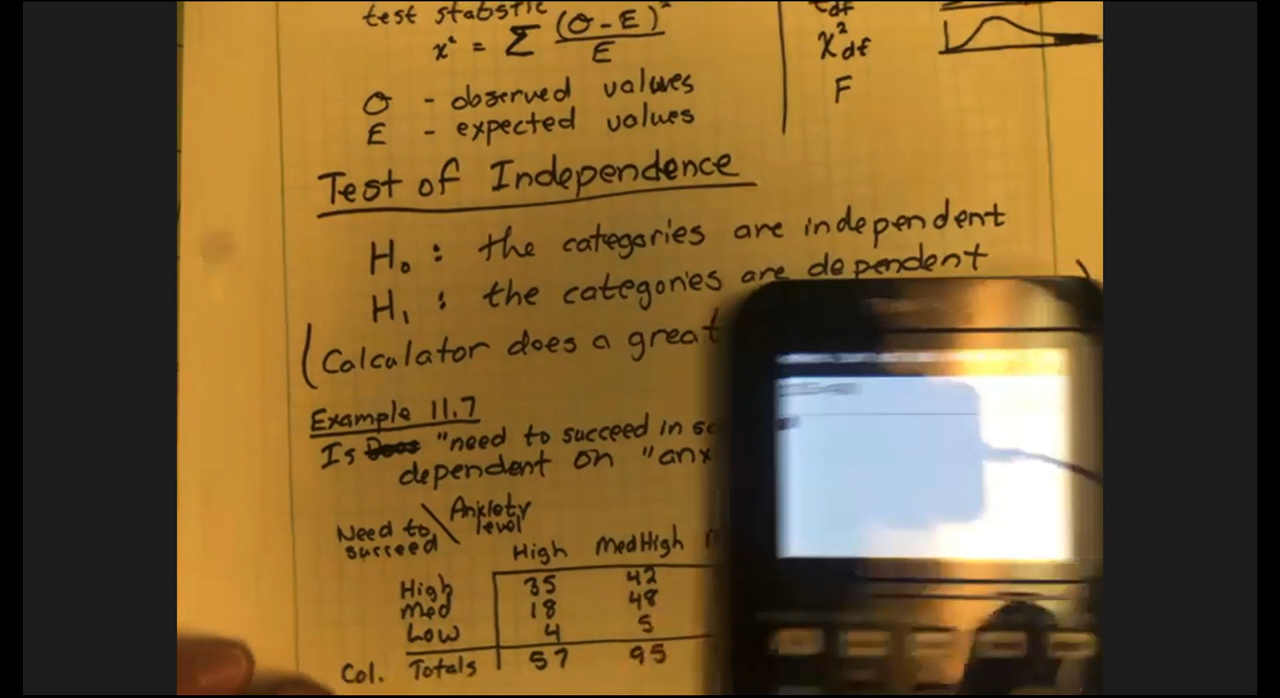 test statistic
χ² = Σ (O - E)² / E
t df
χ² df
F
O - observed values
E - expected values
Test of Independence
H₀ : the categories are independent
H₁ : the categories are dependent
(Calculator does a great
Example 11.7
Is "need to succeed in
dependent on
Need to succeed \ Anxiety level
High MedHigh
High 35 42
Med 18 48
Low 4 5
Col. Totals 57 95